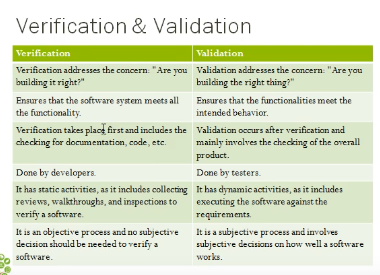 Verification & Validation
Verification
Validation
Verification addresses the concern: "Are you
building it right?"
Validation addresses the concern: "Are you
building the right thing?"
Ensures that the software system meets all
the functionality.
Ensures that the functionalities meet the
intended behavior.
Verification takes place first and includes the
checking for documentation, code, etc.
Validation occurs after verification and
mainly involves the checking of the overall
product.
Done by developers.
Done by testers.
It has static activities, as it includes collecting
reviews, walkthroughs, and inspections to
verify a software.
It has dynamic activities, as it includes
executing the software against the
requirements.
It is an objective process and no subjective
decision should be needed to verify a
software.
It is a subjective process and involves
subjective decisions on how well a software
works.